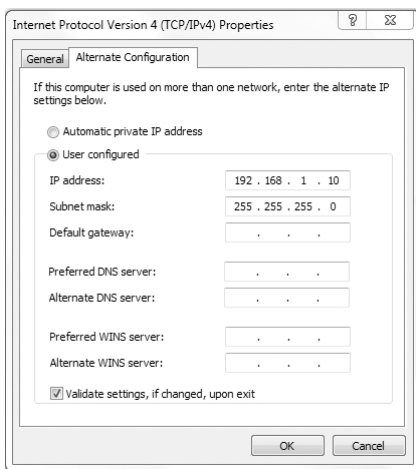 Internet Protocol Version 4 (TCP/IPv4) Properties
General Alternate Configuration
If this computer is used on more than one network, enter the alternate IP
settings below.
Automatic private IP address
User configured
IP address: 192 . 168 . 1 . 10
Subnet mask: 255 . 255 . 255 . 0
Default gateway: . . .
Preferred DNS server: . . .
Alternate DNS server: . . .
Preferred WINS server: . . .
Alternate WINS server: . . .
Validate settings, if changed, upon exit
OK Cancel